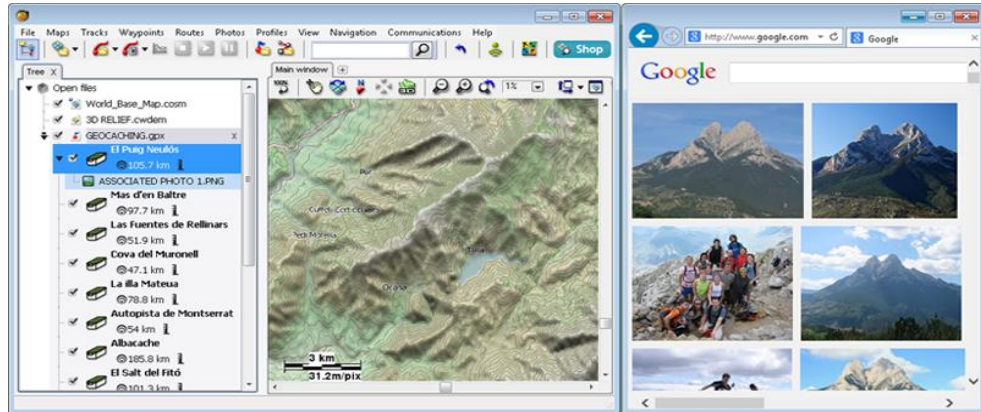 File Maps Tracks Waypoints Routes Photos Profiles View Navigation Communications Help
Shop
Tree X
Open files
World_Base_Map.cosm
3D RELIEF.cwdem
GEOCACHING.gpx x
El Puig Neulós
105.7 km
ASSOCIATED PHOTO 1.PNG
Mas d'en Baltre
97.7 km
Las Fuentes de Rellinars
51.9 km
Cova del Muronell
47.1 km
La illa Mateua
78.8 km
Autopista de Montserrat
54 km
Albacache
185.8 km
El Salt del Fitó
101.3 km
Main window
100%
1%
3 km
31.2m/pix
http://www.google.com
Google
Google